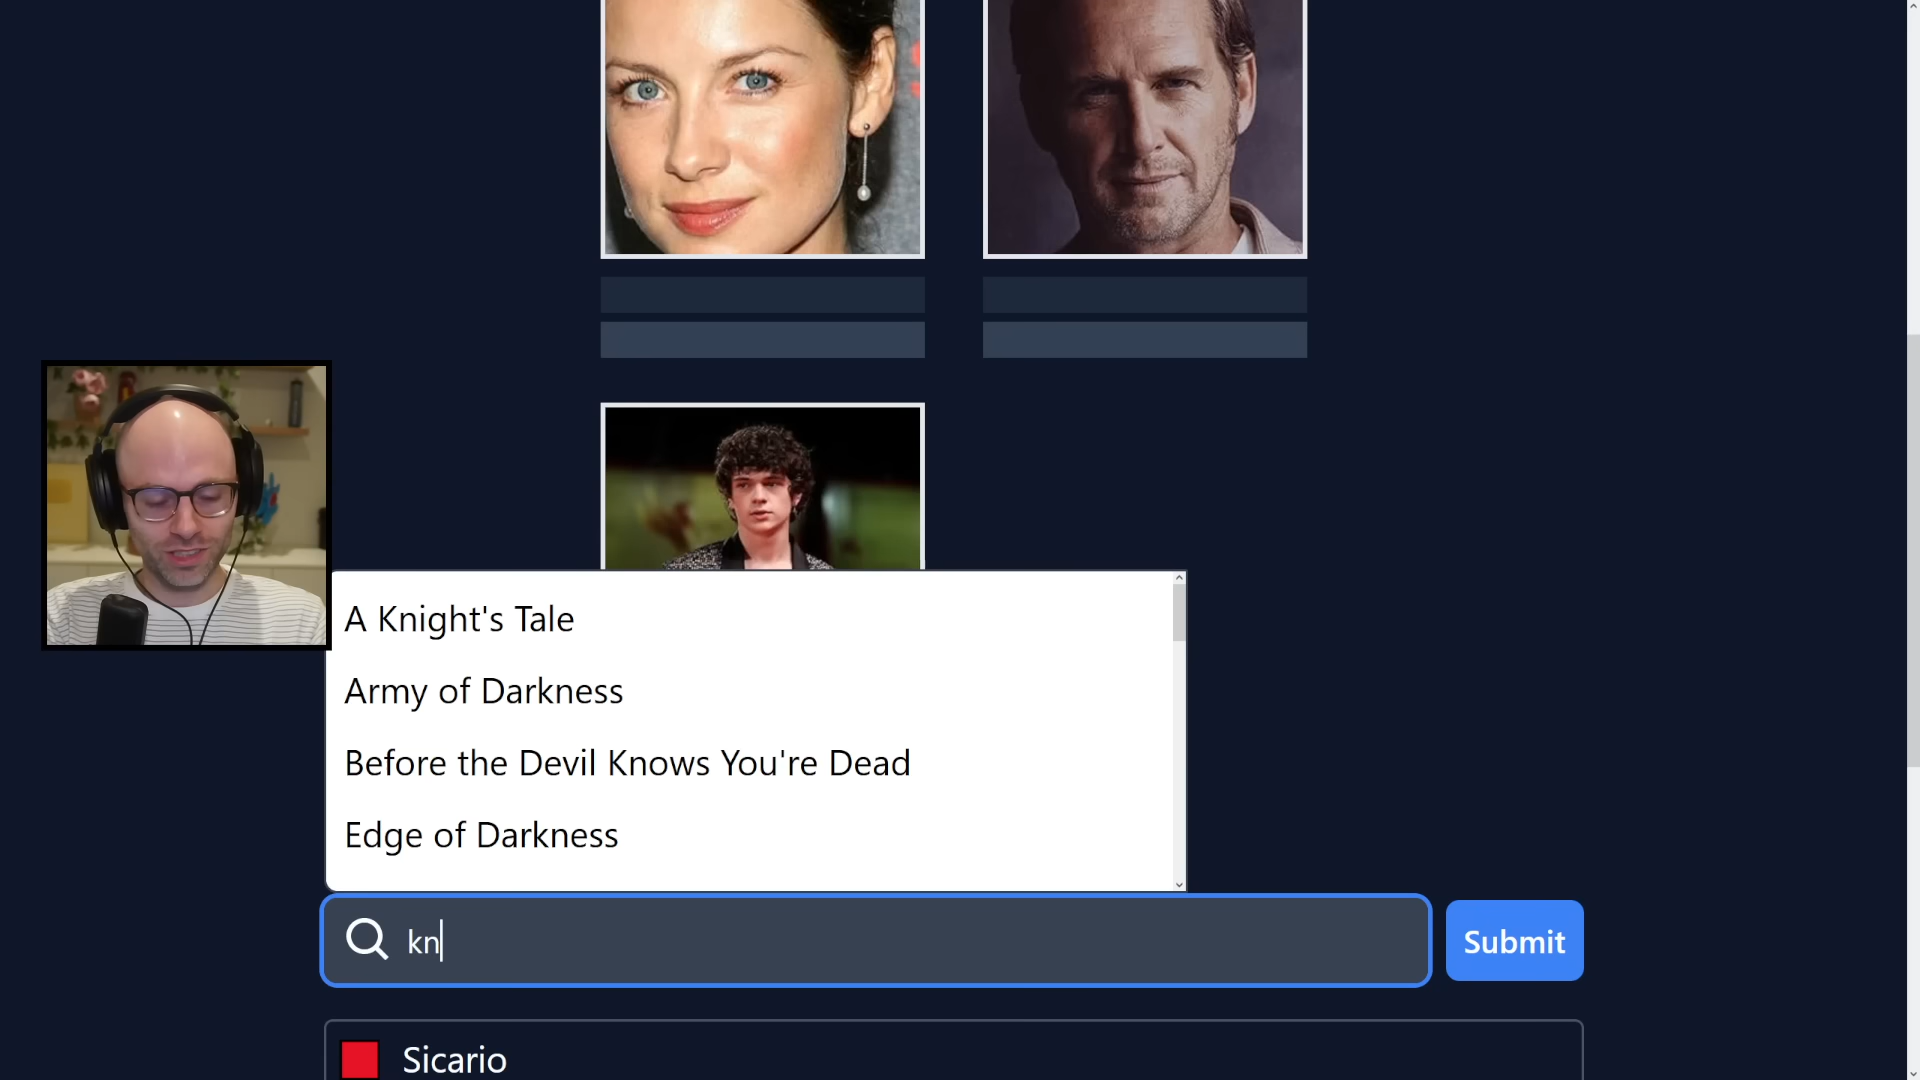 A Knight's Tale
Army of Darkness
Before the Devil Knows You're Dead
Edge of Darkness
kn
Submit
Sicario